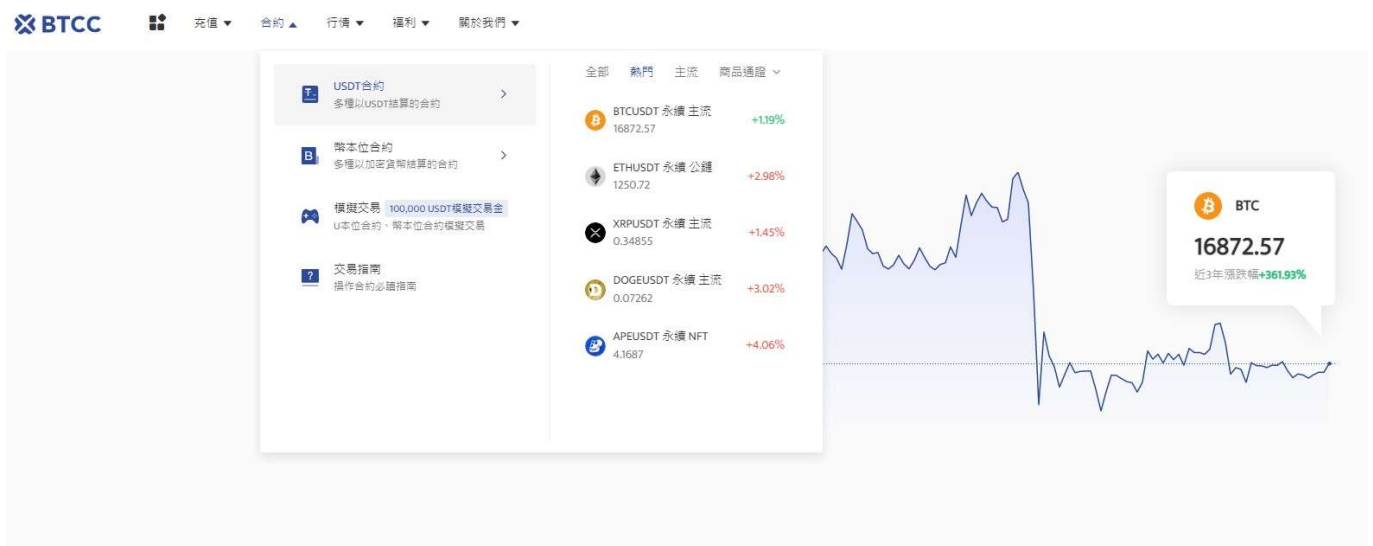 BTCC
充值 ▼
合約 ▲
行情 ▼
福利 ▼
關於我們 ▼
USDT合約
多種以USDT結算的合約
幣本位合約
多種以加密貨幣結算的合約
模擬交易 100,000 USDT模擬交易金
U本位合約、幣本位合約模擬交易
交易指南
操作合約必讀指南
全部 熱門 主流 商品通證
BTCUSDT 永續 主流
16872.57
+1.19%
ETHUSDT 永續 公鏈
1250.72
+2.98%
XRPUSDT 永續 主流
0.34855
+1.45%
DOGEUSDT 永續 主流
0.07262
+3.02%
APEUSDT 永續 NFT
4.1687
+4.06%
BTC
16872.57
近3年漲跌幅+361.93%